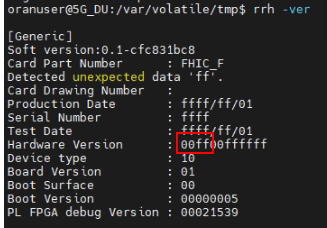 oranuser@5G_DU:/var/volatile/tmp$ rrh -ver
[Generic]
Soft version:0.1-cfc831bc8
Card Part Number : FHIC_F
Detected unexpected data 'ff'.
Card Drawing Number :
Production Date : ffff/ff/01
Serial Number : ffff
Test Date : ffff/ff/01
Hardware Version : 00ff00ffffff
Device type : 10
Board Version : 01
Boot Surface : 00
Boot Version : 00000005
PL FPGA debug Version : 00021539